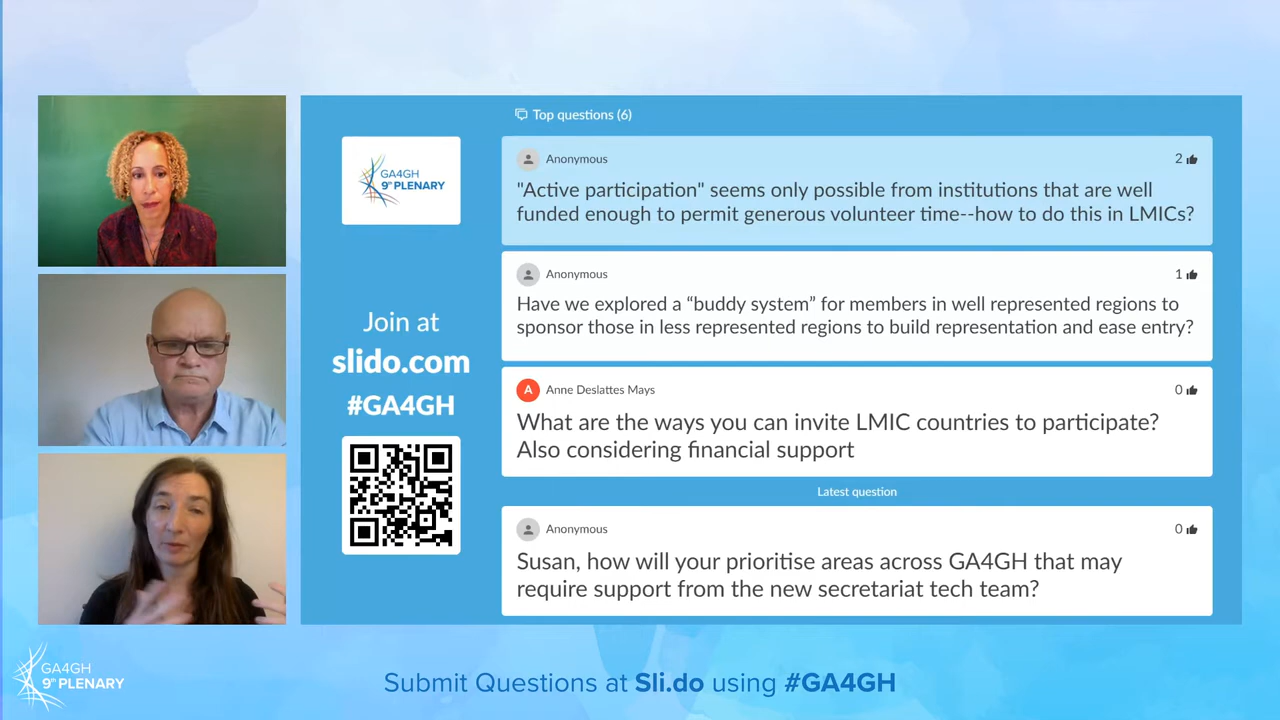 GA4GH
9th PLENARY
Join at
slido.com
#GA4GH
Top questions (6)
Anonymous
2
"Active participation" seems only possible from institutions that are well
funded enough to permit generous volunteer time--how to do this in LMICs?
Anonymous
1
Have we explored a “buddy system” for members in well represented regions to
sponsor those in less represented regions to build representation and ease entry?
A
Anne Deslattes Mays
0
What are the ways you can invite LMIC countries to participate?
Also considering financial support
Latest question
Anonymous
0
Susan, how will your prioritise areas across GA4GH that may
require support from the new secretariat tech team?
GA4GH
9th PLENARY
Submit Questions at Sli.do using #GA4GH